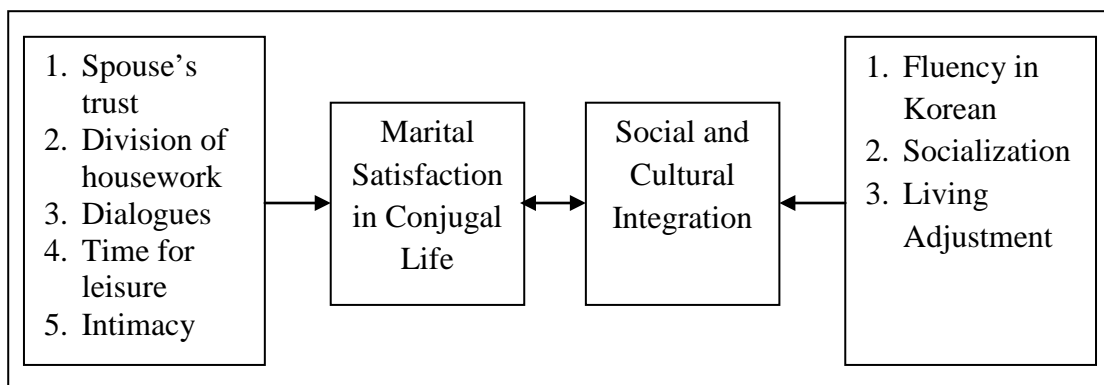 1. Spouse's
trust
2. Division of
housework
3. Dialogues
4. Time for
leisure
5. Intimacy
Marital
Satisfaction
in Conjugal
Life
Social and
Cultural
Integration
1. Fluency in
Korean
2. Socialization
3. Living
Adjustment